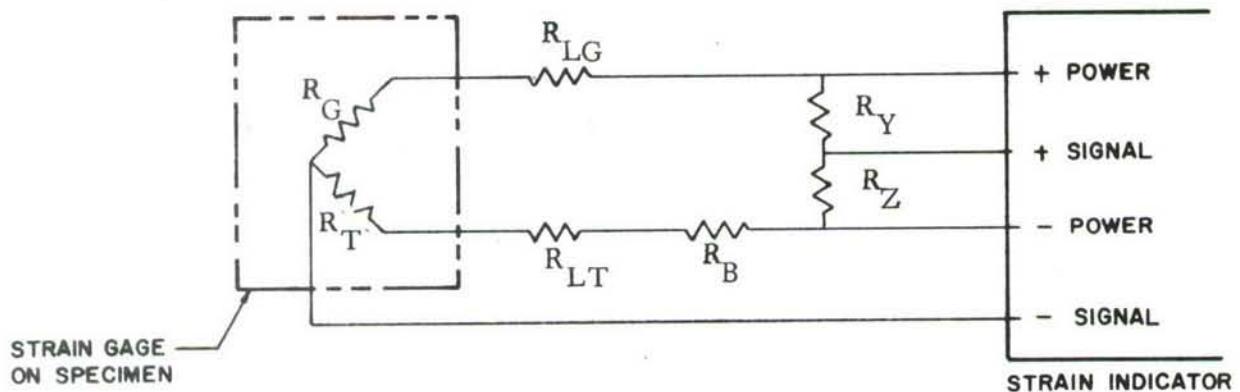 R_LG
+ POWER
R_G
R_Y
+ SIGNAL
R_Z
R_T
- POWER
R_LT
R_B
- SIGNAL
STRAIN GAGE
ON SPECIMEN
STRAIN INDICATOR